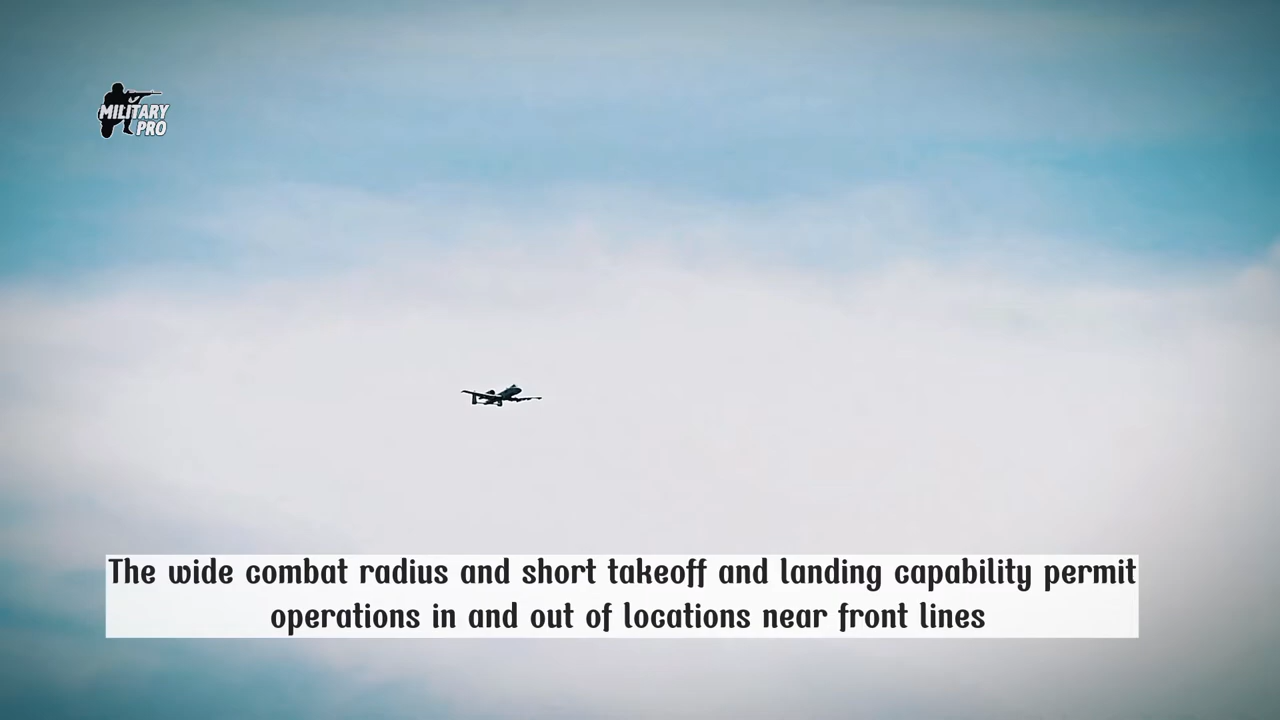 MILITARY
PRO
The wide combat radius and short takeoff and landing capability permit
operations in and out of locations near front lines